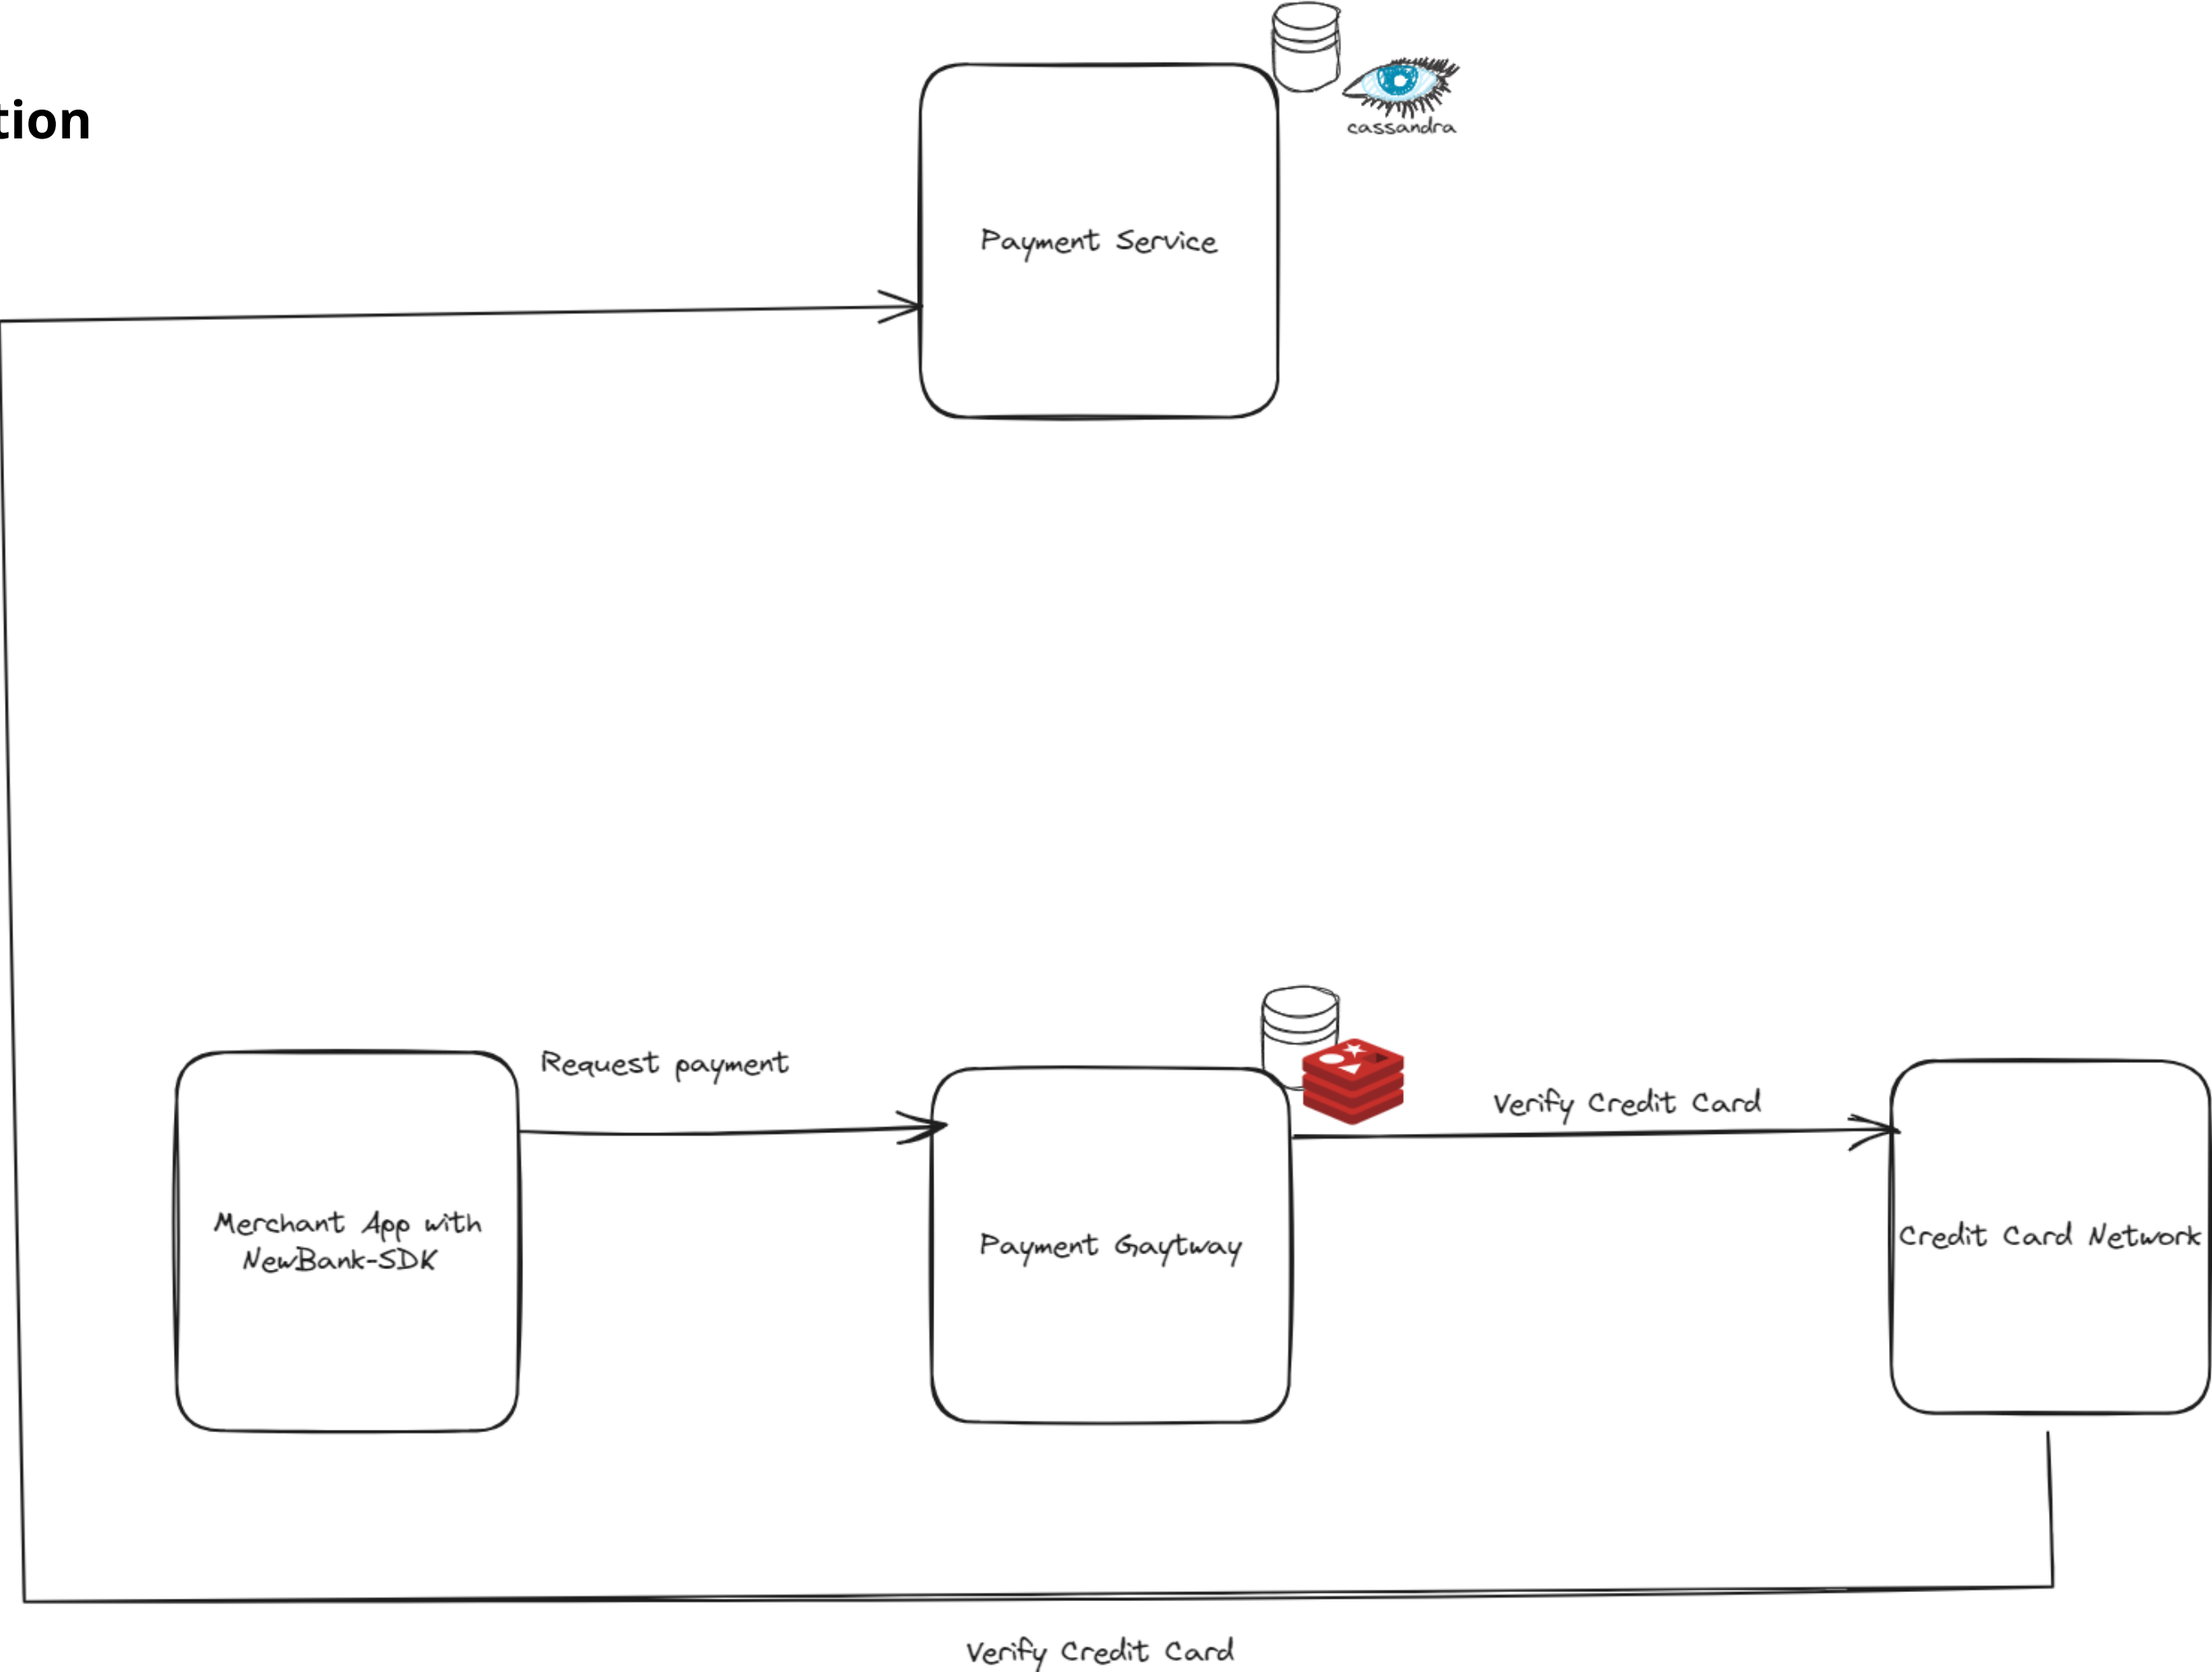 tion
cassandra
Payment Service
Request payment
Verify Credit Card
Merchant App with
NewBank-SDK
Payment Gaytway
Credit Card Network
Verify Credit Card